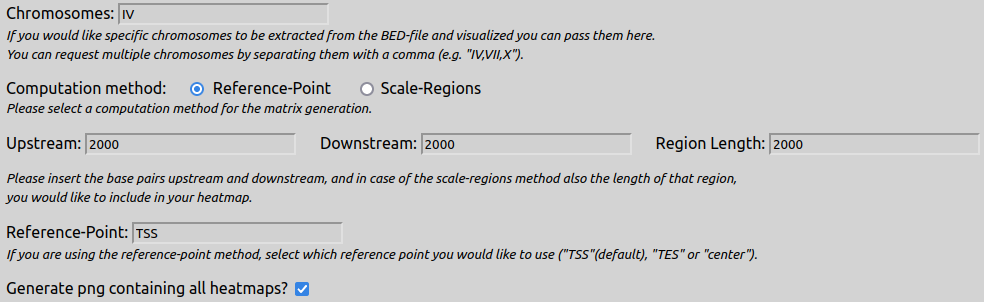 Chromosomes: IV
If you would like specific chromosomes to be extracted from the BED-file and visualized you can pass them here.
You can request multiple chromosomes by separating them with a comma (e.g. "IV,VII,X").
Computation method: Reference-Point Scale-Regions
Please select a computation method for the matrix generation.
Upstream: 2000 Downstream: 2000 Region Length: 2000
Please insert the base pairs upstream and downstream, and in case of the scale-regions method also the length of that region,
you would like to include in your heatmap.
Reference-Point: TSS
If you are using the reference-point method, select which reference point you would like to use ("TSS"(default), "TES" or "center").
Generate png containing all heatmaps?